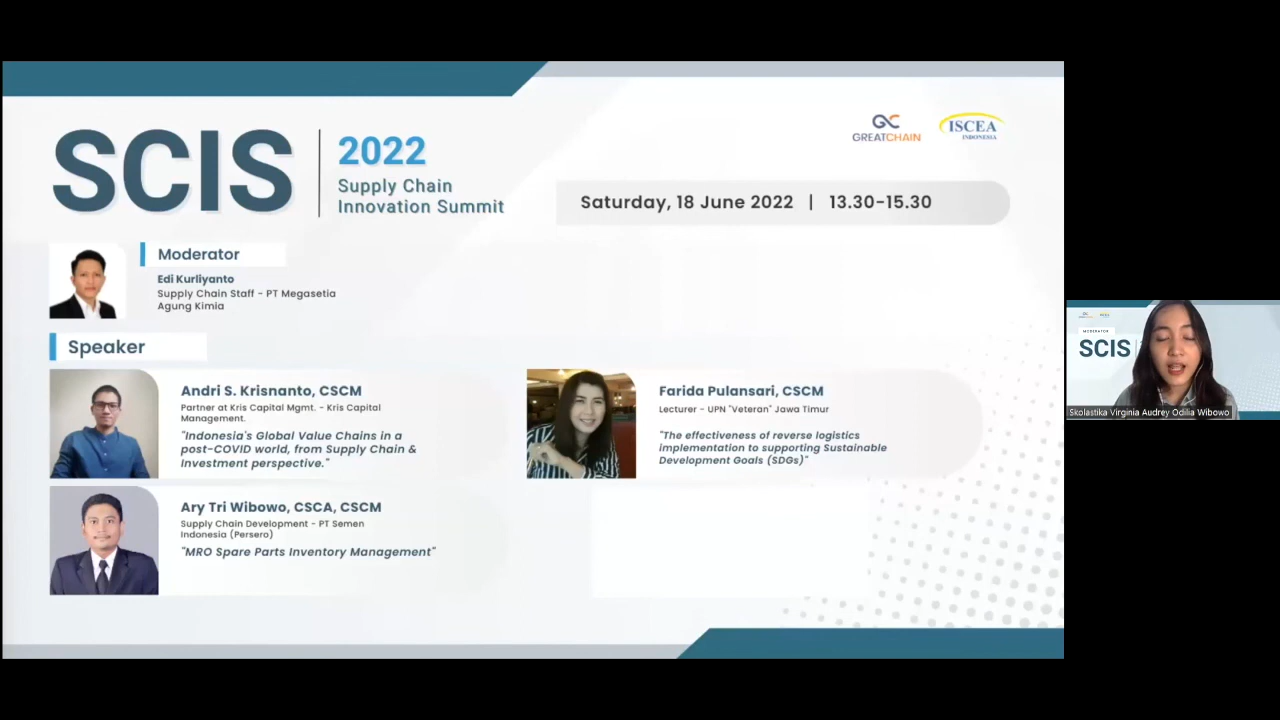 SCIS
2022
Supply Chain
Innovation Summit
GC
GREATCHAIN
ISCEA
INDONESIA
Saturday, 18 June 2022 | 13.30-15.30
Moderator
Edi Kurliyanto
Supply Chain Staff - PT Megasetia
Agung Kimia
Speaker
Andri S. Krisnanto, CSCM
Partner at Kris Capital Mgmt. - Kris Capital
Management.
"Indonesia's Global Value Chains in a
post-COVID world, from Supply Chain &
Investment perspective."
Farida Pulansari, CSCM
Lecturer - UPN "Veteran" Jawa Timur
"The effectiveness of reverse logistics
implementation to supporting Sustainable
Development Goals (SDGs)"
Ary Tri Wibowo, CSCA, CSCM
Supply Chain Development - PT Semen
Indonesia (Persero)
"MRO Spare Parts Inventory Management"
MODERATOR
SCIS
Skolastika Virginia Audrey Odilia Wibowo